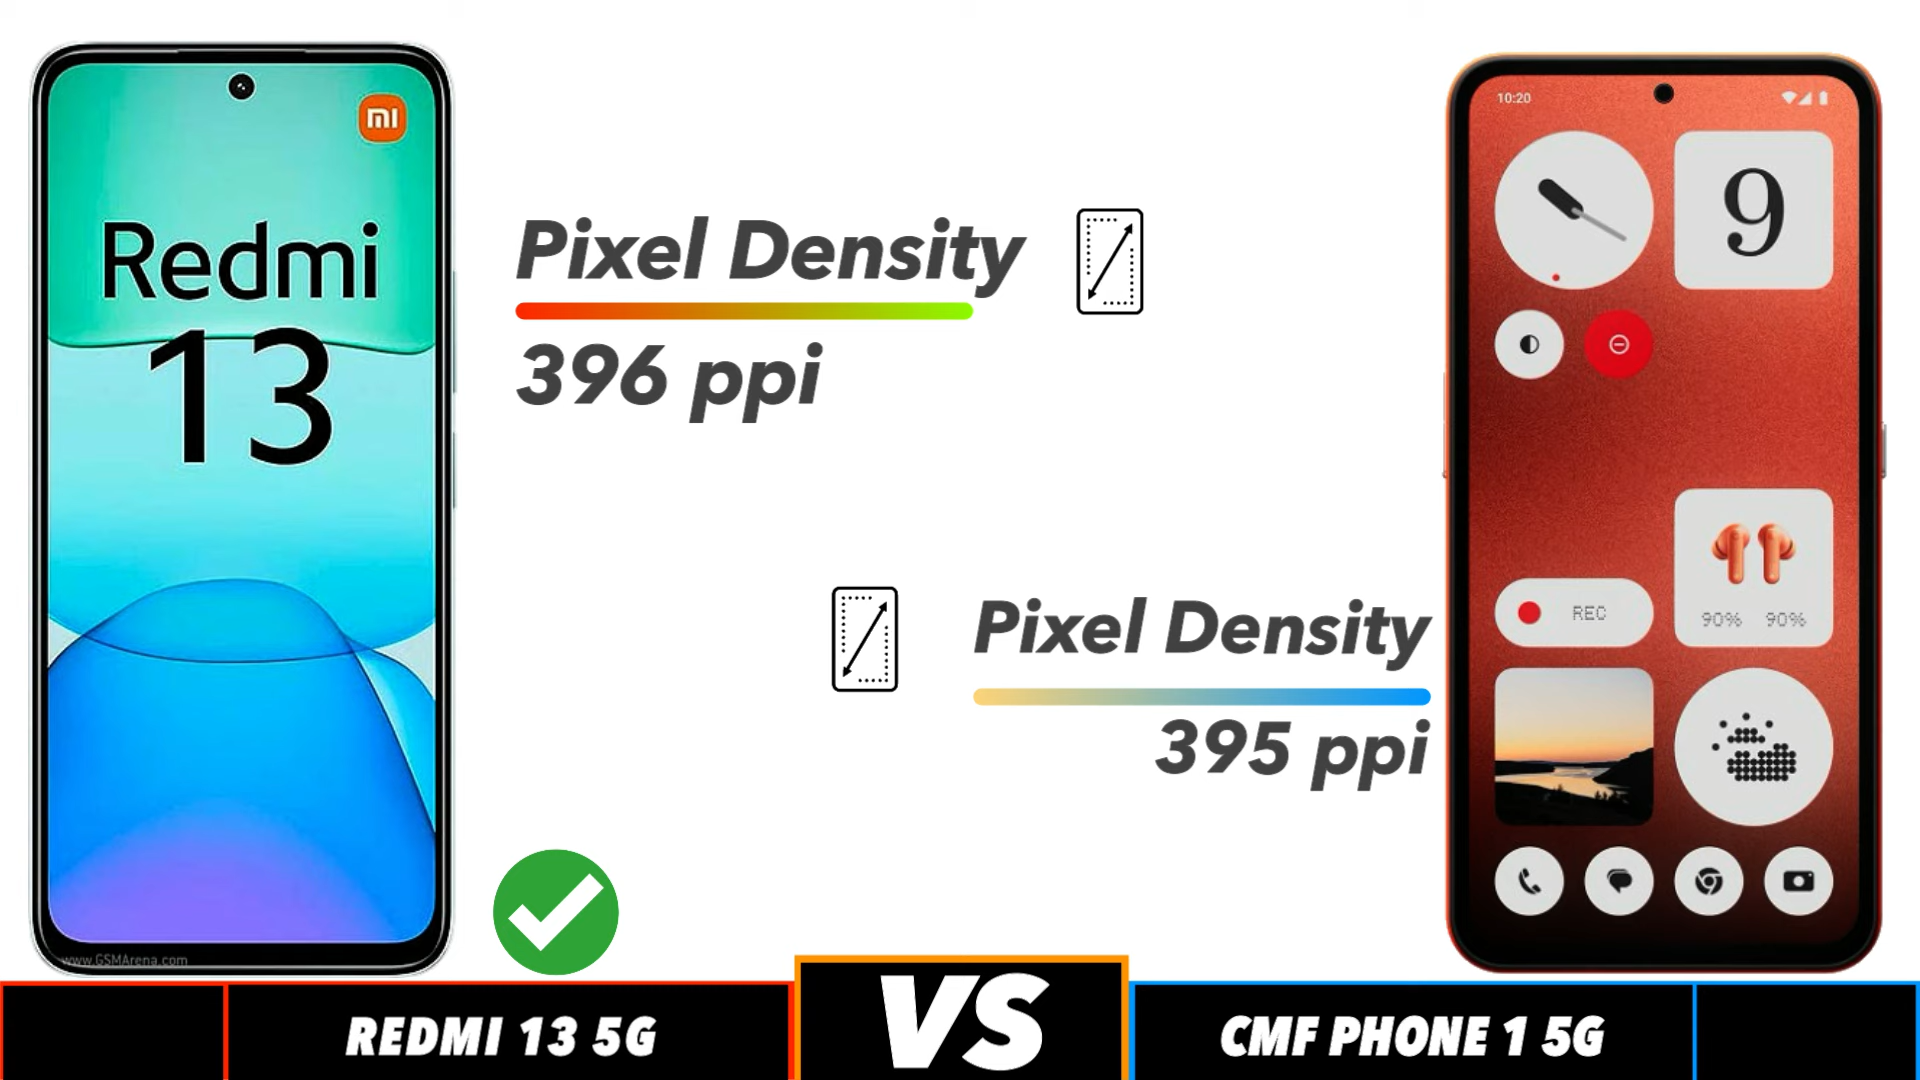 mi
Redmi
13
www.GSMArena.com
Pixel Density
396 ppi
Pixel Density
395 ppi
10:20
9
REC
90% 90%
REDMI 13 5G
VS
CMF PHONE 1 5G